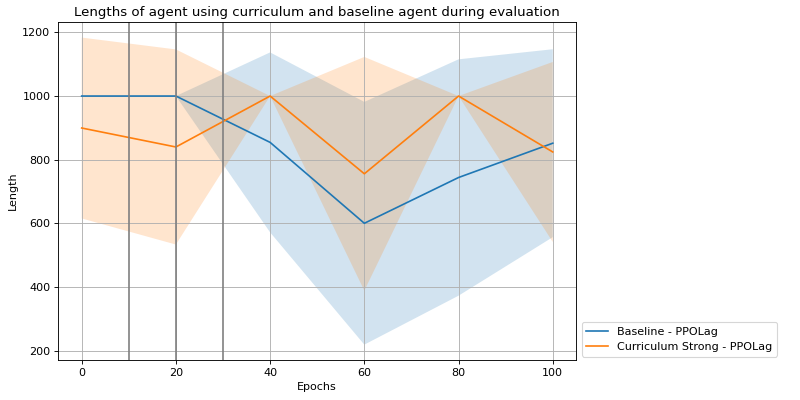 Lengths of agent using curriculum and baseline agent during evaluation
1200
1000
800
600
400
200
Length
0 20 40 60 80 100
Epochs
Baseline - PPOLag
Curriculum Strong - PPOLag